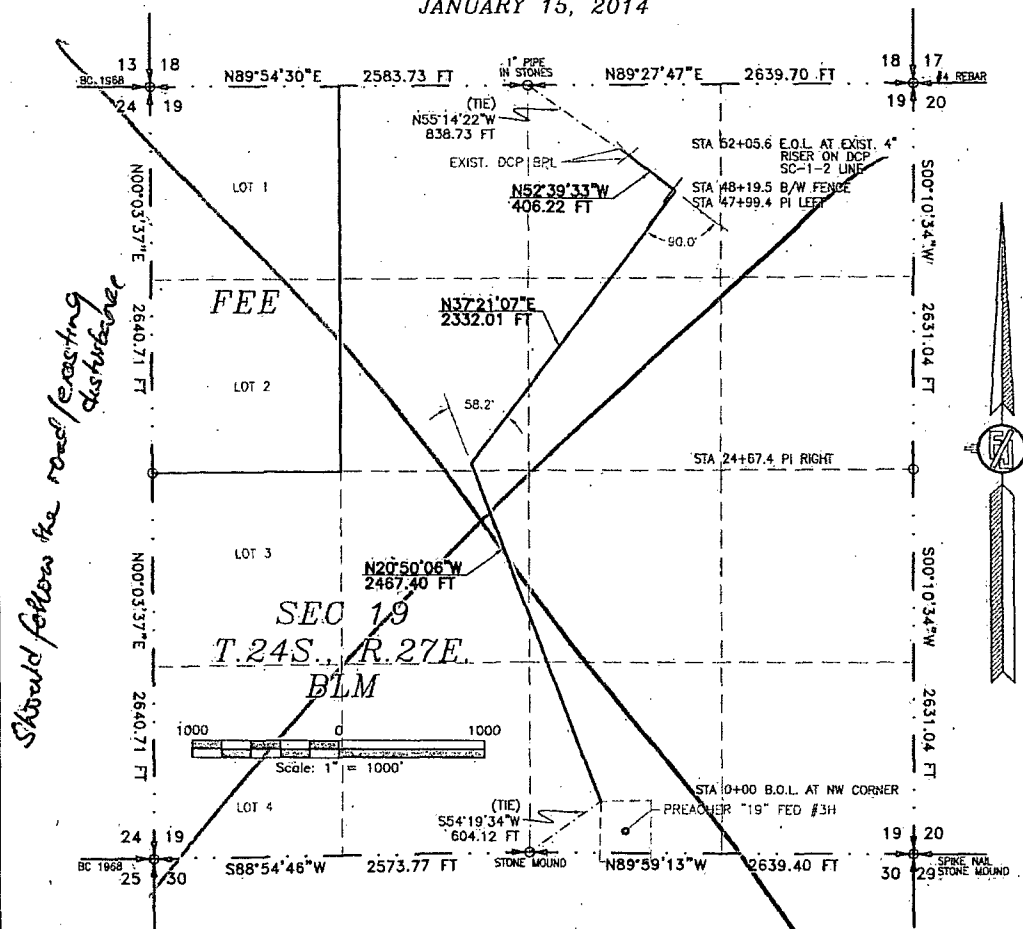 JANUARY 15, 2014
13 18
BC 1968
24 19
N89°54'30"E 2583.73 FT
1" PIPE
IN STONES
N89°27'47"E 2639.70 FT
18 17
#4 REBAR
19 20
(TIE)
N55°14'22"W
838.73 FT
EXIST. DCP BPL
STA 52+05.6 E.O.L. AT EXIST. 4"
RISER ON DCP
SC-1-2 LINE
N52°39'33"W
406.22 FT
STA 48+19.5 B/W FENCE
STA 47+99.4 PI LEFT
90.0'
LOT 1
N00°03'37"E
2640.71 FT
S00°10'34"W
2631.04 FT
FEE
N37°21'07"E
2332.01 FT
LOT 2
58.2'
STA 24+67.4 PI RIGHT
Should follow the road/existing
disturbance
LOT 3
N20°50'06"W
2467.40 FT
N00°03'37"E
2640.71 FT
S00°10'34"W
2631.04 FT
SEC 19
T.24S., R.27E.
BLM
1000 0 1000
Scale: 1" = 1000'
LOT 4
(TIE)
S54°19'34"W
604.12 FT
STA 0+00 B.O.L. AT NW CORNER
PREACHER "19" FED #3H
24 19
BC 1968
25 30
S88°54'46"W 2573.77 FT
STONE MOUND
N89°59'13"W 2639.40 FT
19 20
30 29
SPIKE NAIL
STONE MOUND